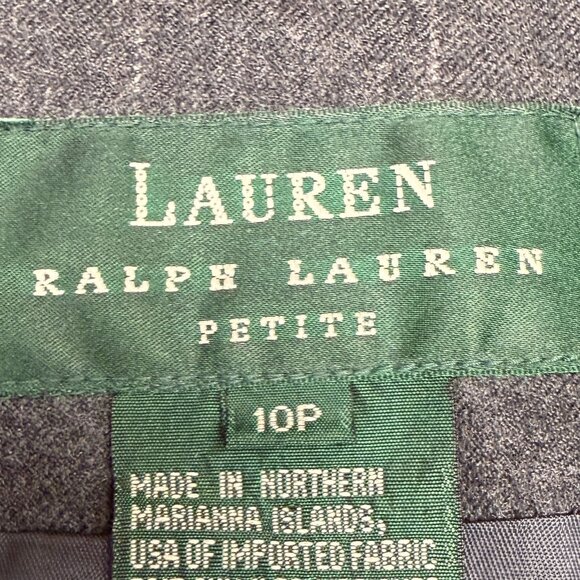 LAUREN
RALPH LAUREN
PETITE
10P
MADE IN NORTHERN
MARIANNA ISLANDS,
USA OF IMPORTED FABRIC